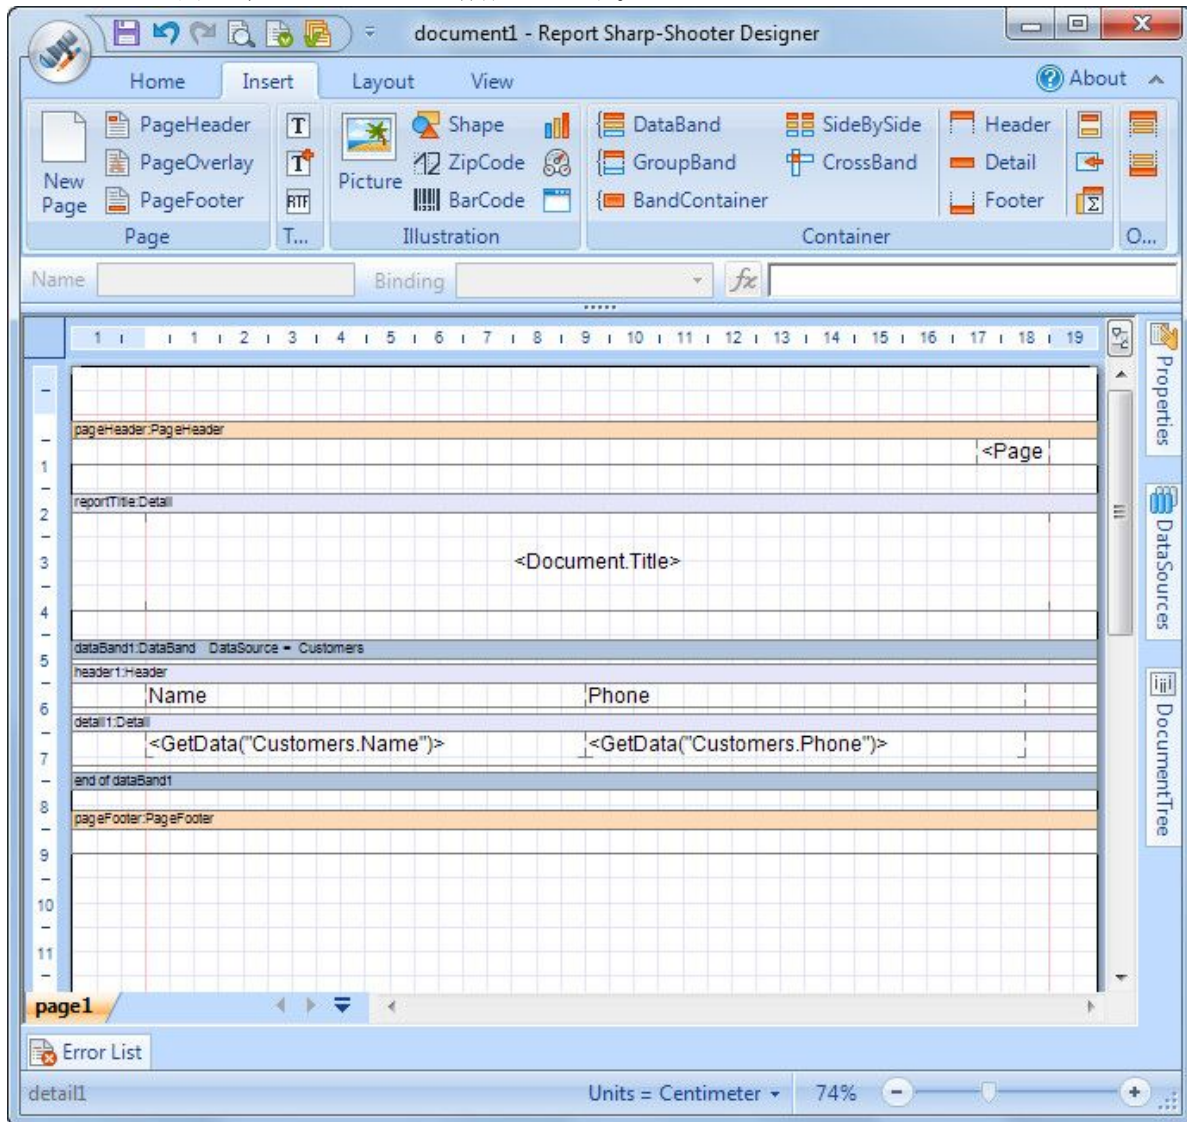 document1 - Report Sharp-Shooter Designer
Home Insert Layout View About
New Page
PageHeader
PageOverlay
PageFooter
Page
T
T
RTF
T...
Picture
Shape
ZipCode
BarCode
Illustration
DataBand
GroupBand
BandContainer
SideBySide
CrossBand
Header
Detail
Footer
Container
O...
Name Binding fx
1 1 2 3 4 5 6 7 8 9 10 11 12 13 14 15 16 17 18 19
pageHeader:PageHeader
<Page
1
reportTitle:Detail
2
<Document.Title>
3
4
dataBand1:DataBand DataSource = Customers
5
header1:Header
Name Phone
6
detail1:Detail
<GetData("Customers.Name")> <GetData("Customers.Phone")>
7
end of dataBand1
8
pageFooter:PageFooter
9
10
11
Properties
DataSources
DocumentTree
page1
Error List
detail1 Units = Centimeter 74%